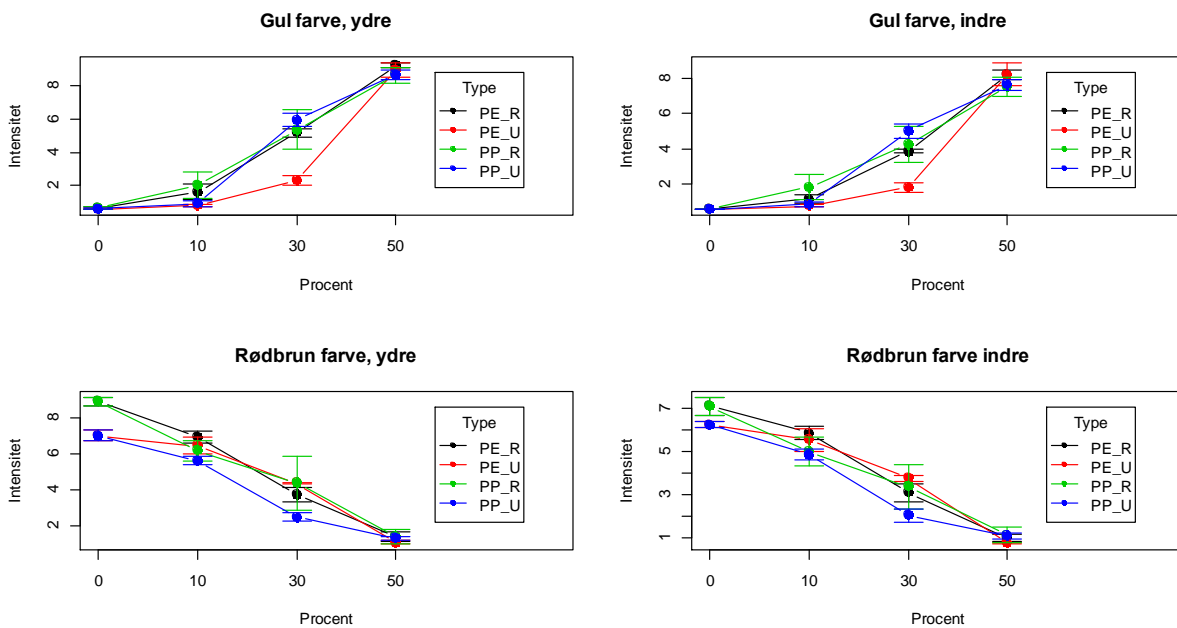 Gul farve, ydre
Intensitet
8
6
4
2
0 10 30 50
Procent
Type
PE_R
PE_U
PP_R
PP_U
Gul farve, indre
Intensitet
8
6
4
2
0 10 30 50
Procent
Type
PE_R
PE_U
PP_R
PP_U
Rødbrun farve, ydre
Intensitet
8
6
4
2
0 10 30 50
Procent
Type
PE_R
PE_U
PP_R
PP_U
Rødbrun farve indre
Intensitet
7
5
3
1
0 10 30 50
Procent
Type
PE_R
PE_U
PP_R
PP_U